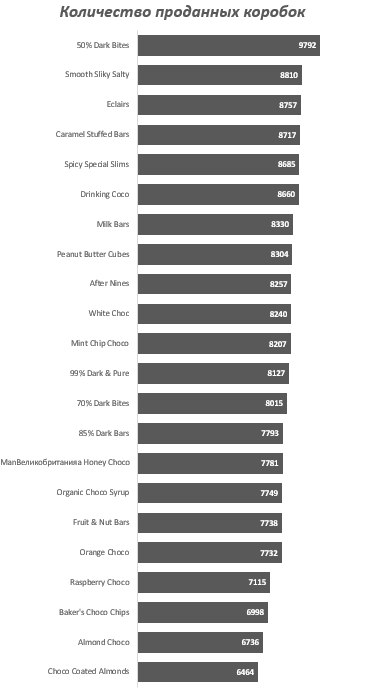 Количество проданных коробок
50% Dark Bites 9792
Smooth Sliky Salty 8810
Eclairs 8757
Caramel Stuffed Bars 8717
Spicy Special Slims 8685
Drinking Coco 8660
Milk Bars 8330
Peanut Butter Cubes 8304
After Nines 8257
White Choc 8240
Mint Chip Choco 8207
99% Dark & Pure 8127
70% Dark Bites 8015
85% Dark Bars 7793
ManВеликобританияa Honey Choco 7781
Organic Choco Syrup 7749
Fruit & Nut Bars 7738
Orange Choco 7732
Raspberry Choco 7115
Baker's Choco Chips 6998
Almond Choco 6736
Choco Coated Almonds 6464